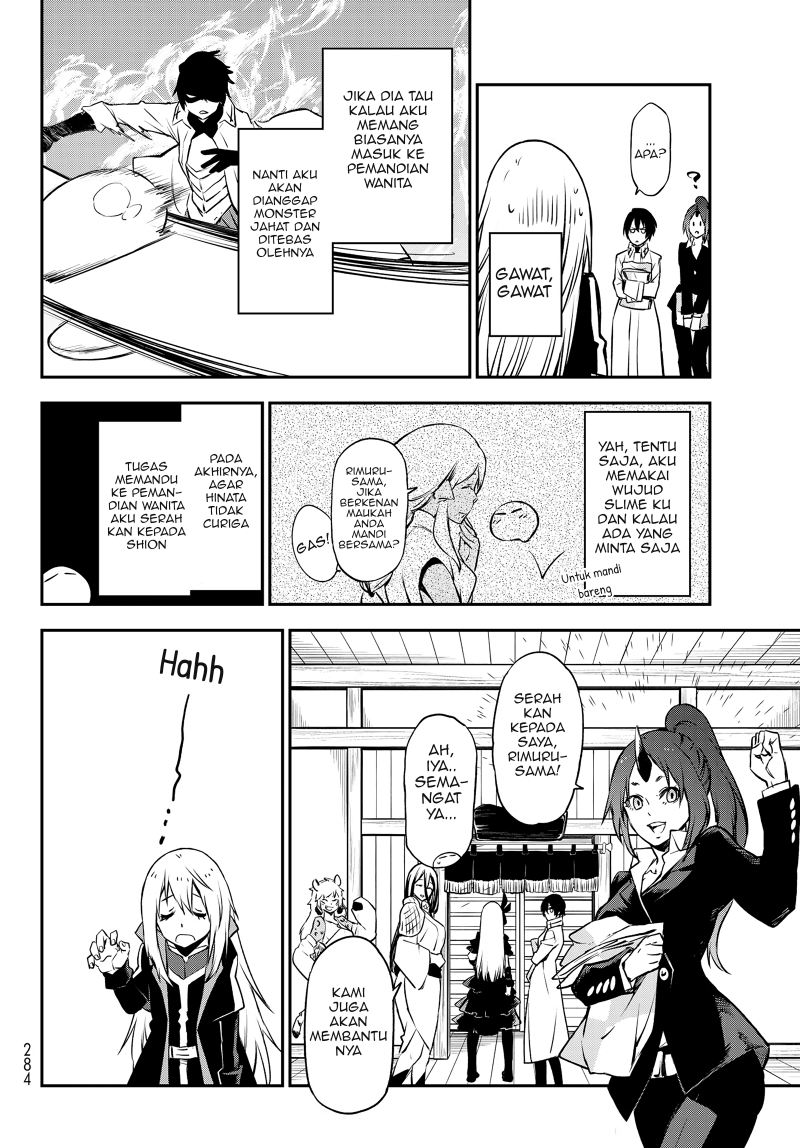 ...
APA?
?
GAWAT,
GAWAT
JIKA DIA TAU
KALAU AKU
MEMANG
BIASANYA
MASUK KE
PEMANDIAN
WANITA
NANTI AKU
AKAN
DIANGGAP
MONSTER
JAHAT DAN
DITEBAS
OLEHNYA
YAH, TENTU
SAJA, AKU
MEMAKAI
WUJUD
SLIME KU
DAN KALAU
ADA YANG
MINTA SAJA
Untuk mandi
bareng
RIMURU-
SAMA,
JIKA
BERKENAN
MAUKAH
ANDA
MANDI
BERSAMA?
GAS!
PADA
AKHIRNYA,
AGAR
HINATA
TIDAK
CURIGA
TUGAS
MEMANDU
KE PEMAN-
DIAN WANITA
AKU SERAH
KAN KEPADA
SHION
SERAH
KAN
KEPADA
SAYA,
RIMURU-
SAMA!
AH,
IYA..
SEMA-
NGAT
YA...
KAMI
JUGA
AKAN
MEMBANTU
NYA
Hahh
...
284